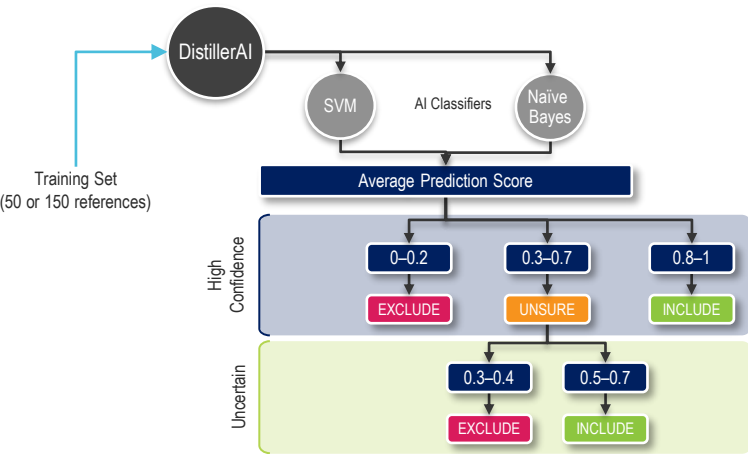 DistillerAI
SVM
AI Classifiers
Naïve
Bayes
Training Set
(50 or 150 references)
Average Prediction Score
High
Confidence
0–0.2
0.3–0.7
0.8–1
EXCLUDE
UNSURE
INCLUDE
Uncertain
0.3–0.4
0.5–0.7
EXCLUDE
INCLUDE